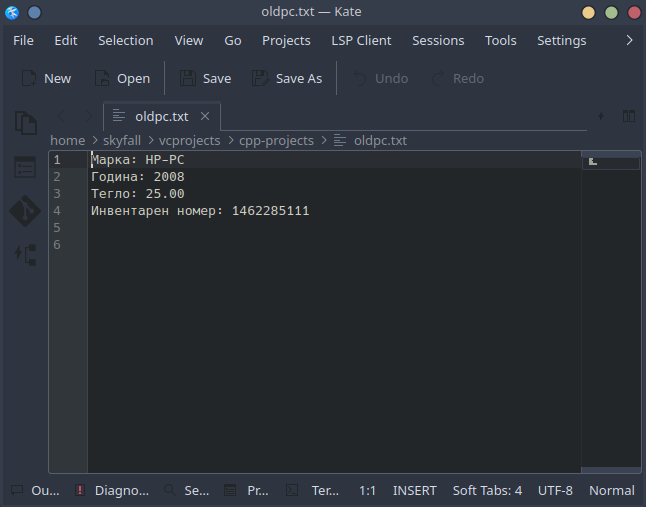 oldpc.txt — Kate
File Edit Selection View Go Projects LSP Client Sessions Tools Settings
New Open Save Save As Undo Redo
oldpc.txt
home skyfall vcprojects cpp-projects oldpc.txt
1 Марка: HP-PC
2 Година: 2008
3 Тегло: 25.00
4 Инвентарен номер: 1462285111
5
6
Ou... Diagno... Se... Pr... Ter... 1:1 INSERT Soft Tabs: 4 UTF-8 Normal